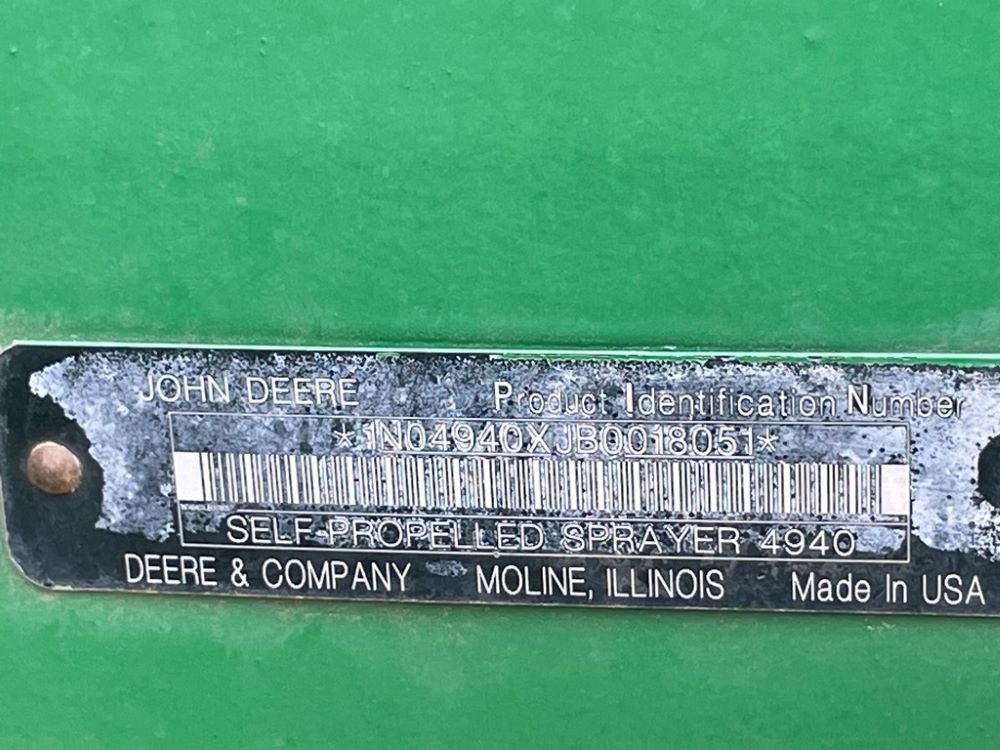 JOHN DEERE Product Identification Number
*1N04940XJB0018051*
SELF-PROPELLED SPRAYER 4940
DEERE & COMPANY MOLINE, ILLINOIS Made In USA